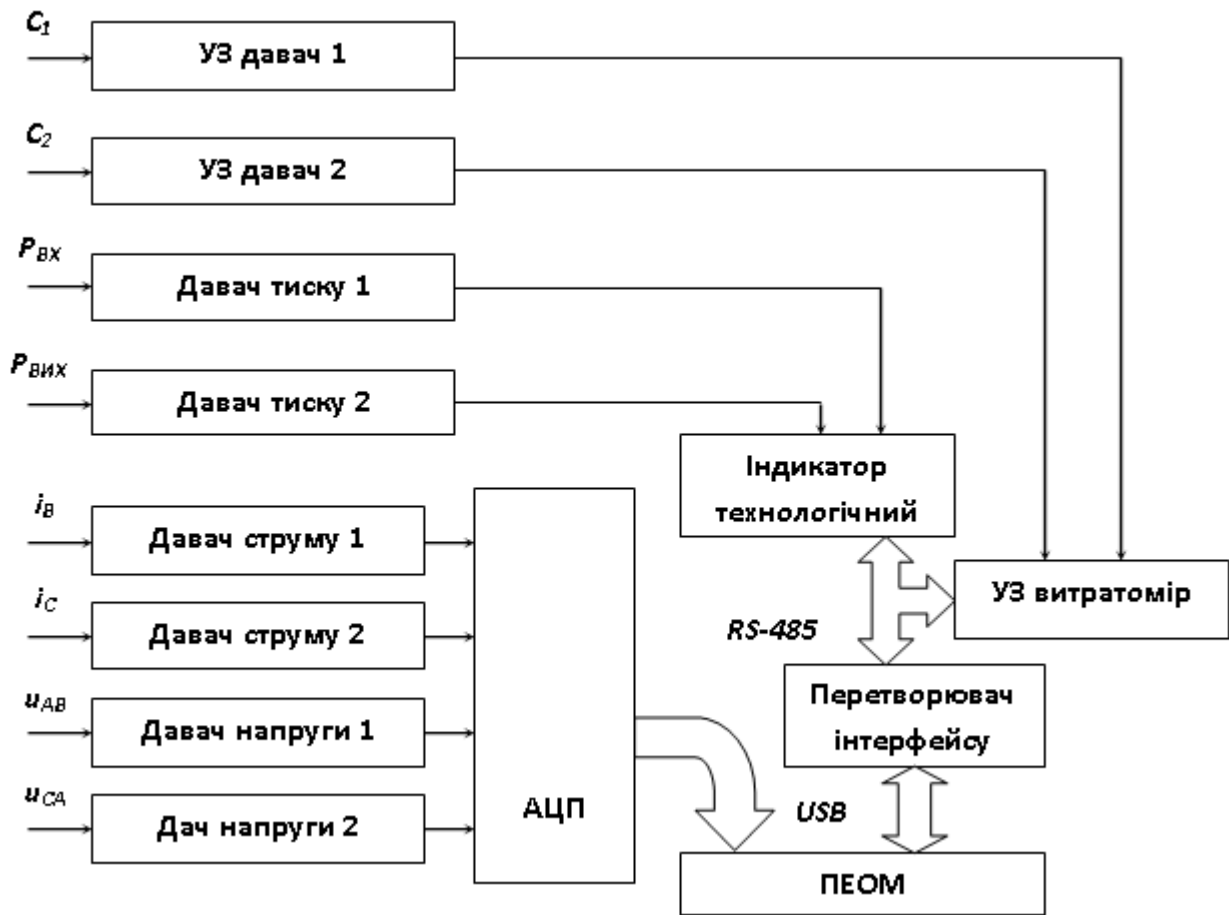 C1
УЗ давач 1
C2
УЗ давач 2
PВХ
Давач тиску 1
PВИХ
Давач тиску 2
Індикатор
технологічний
iB
Давач струму 1
iC
Давач струму 2
uAB
Давач напруги 1
uCA
Дач напруги 2
АЦП
УЗ витратомір
RS-485
Перетворювач
інтерфейсу
USB
ПЕОМ